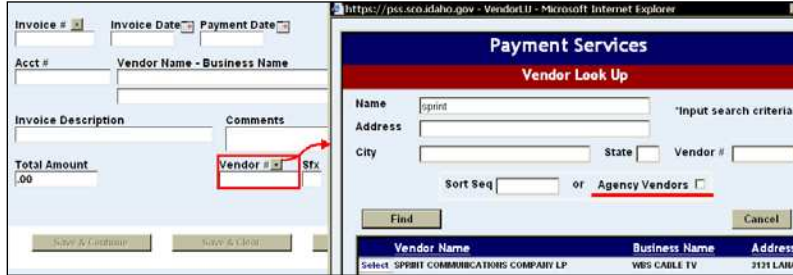 Invoice # Invoice Date Payment Date
Acct # Vendor Name - Business Name
Invoice Description Comments
Total Amount Vendor # Sfx
.00
Save & Continue Save & Clear
https://pss.sco.idaho.gov - VendorLU - Microsoft Internet Explorer
Payment Services
Vendor Look Up
Name sprint *Input search criteria
Address
City State Vendor #
Sort Seq or Agency Vendors
Find Cancel
Vendor Name Business Name Address
Select SPRINT COMMUNICATIONS COMPANY LP WBS CABLE TV